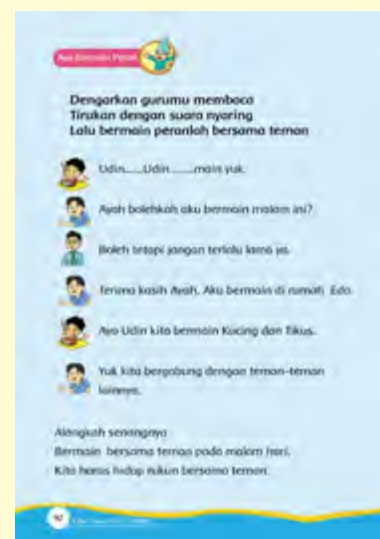 Ayo Bermain Peran
Dengarkan gurumu membaca
Tirukan dengan suara nyaring
Lalu bermain peranlah bersama teman
Udin......Udin ........main yuk.
Ayah bolehkah aku bermain malam ini?
Boleh tetapi jangan terlalu lama ya.
Terima kasih Ayah. Aku bermain di rumah Edo.
Ayo Udin kita bermain Kucing dan Tikus.
Yuk kita bergabung dengan teman-teman
lainnya.
Alangkah senangnya
Bermain bersama teman pada malam hari.
Kita harus hidup rukun bersama teman.